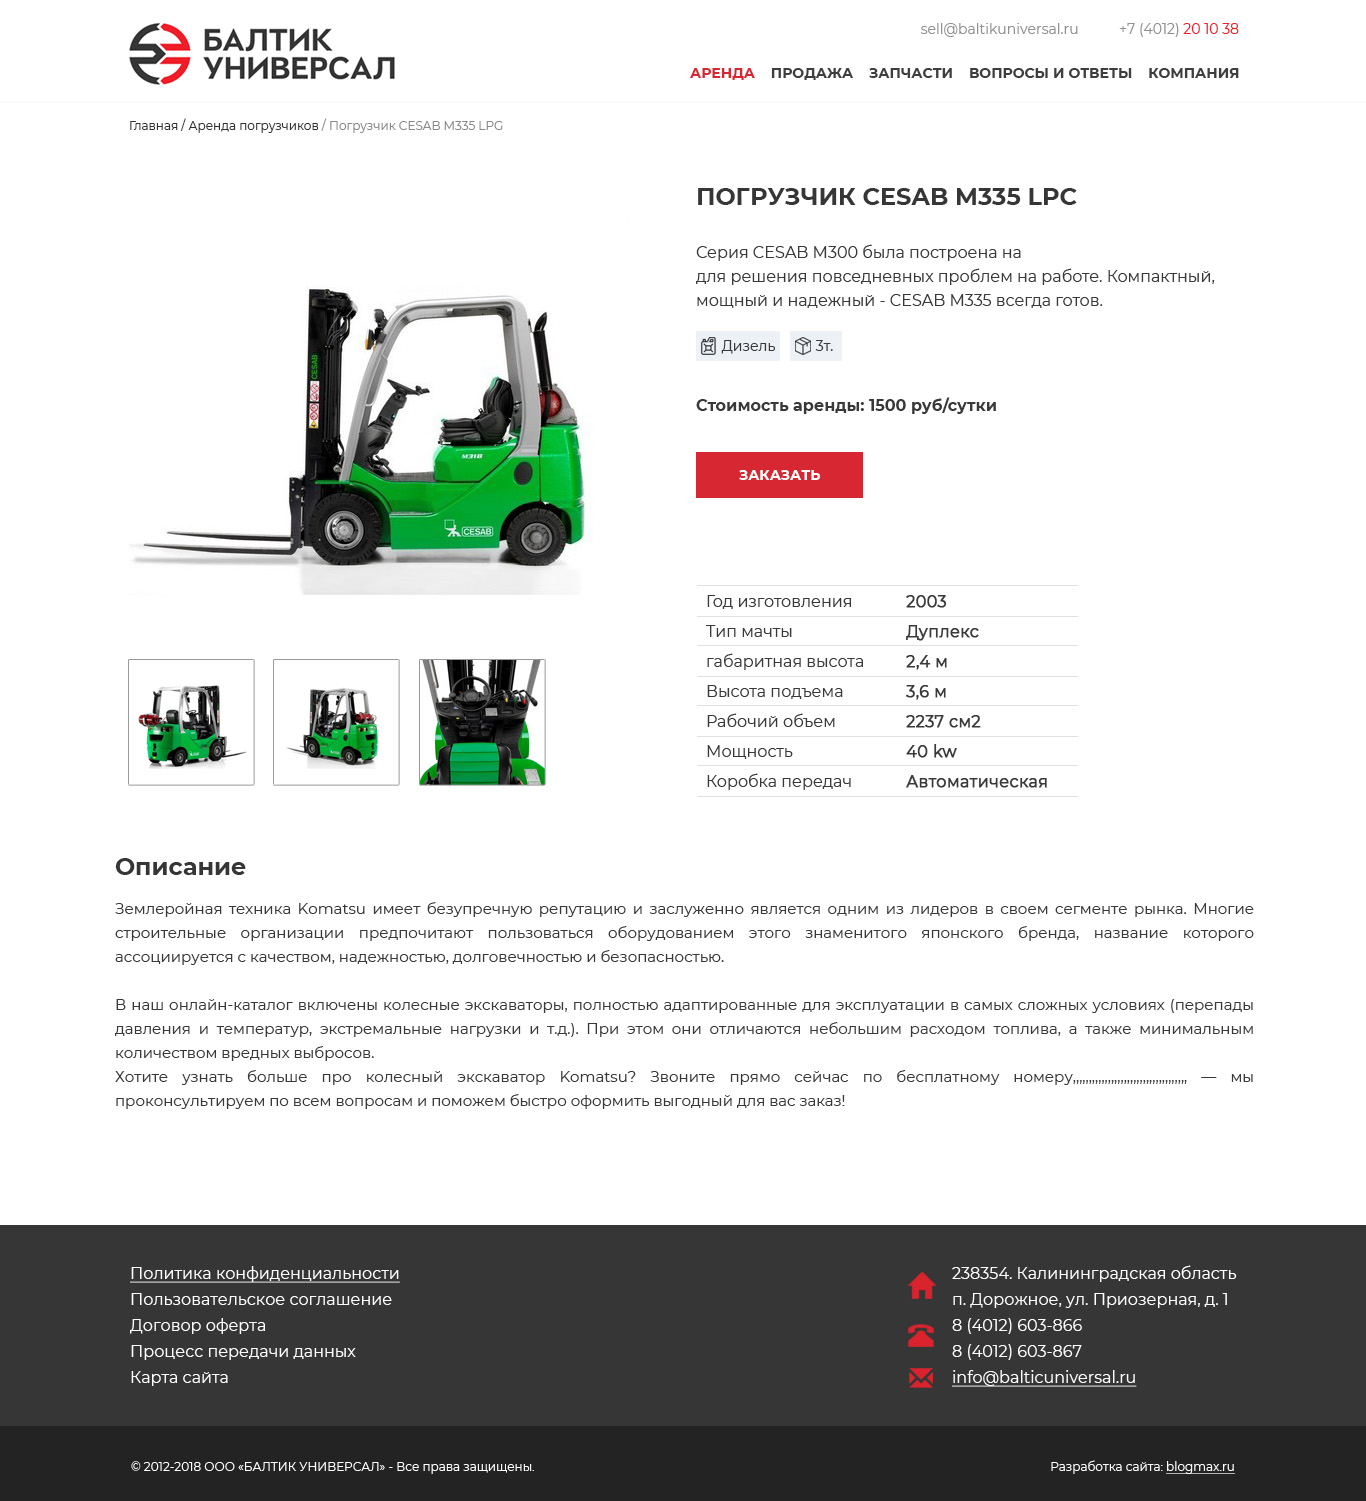 БАЛТИК
УНИВЕРСАЛ
sell@baltikuniversal.ru +7 (4012) 20 10 38
АРЕНДА ПРОДАЖА ЗАПЧАСТИ ВОПРОСЫ И ОТВЕТЫ КОМПАНИЯ
Главная / Аренда погрузчиков / Погрузчик CESAB M335 LPG
ПОГРУЗЧИК CESAB M335 LPC
Серия CESAB M300 была построена на
для решения повседневных проблем на работе. Компактный,
мощный и надежный - CESAB M335 всегда готов.
Дизель 3т.
Стоимость аренды: 1500 руб/сутки
ЗАКАЗАТЬ
CESAB
M318
CESAB
Год изготовления 2003
Тип мачты Дуплекс
габаритная высота 2,4 м
Высота подъема 3,6 м
Рабочий объем 2237 см2
Мощность 40 kw
Коробка передач Автоматическая
Описание
Землеройная техника Komatsu имеет безупречную репутацию и заслуженно является одним из лидеров в своем сегменте рынка. Многие
строительные организации предпочитают пользоваться оборудованием этого знаменитого японского бренда, название которого
ассоциируется с качеством, надежностью, долговечностью и безопасностью.
В наш онлайн-каталог включены колесные экскаваторы, полностью адаптированные для эксплуатации в самых сложных условиях (перепады
давления и температур, экстремальные нагрузки и т.д.). При этом они отличаются небольшим расходом топлива, а также минимальным
количеством вредных выбросов.
Хотите узнать больше про колесный экскаватор Komatsu? Звоните прямо сейчас по бесплатному номеру,,,,,,,,,,,,,,,,,,,,,,,,,,,,,,,,,,, — мы
проконсультируем по всем вопросам и поможем быстро оформить выгодный для вас заказ!
Политика конфиденциальности
Пользовательское соглашение
Договор оферта
Процесс передачи данных
Карта сайта
238354. Калининградская область
п. Дорожное, ул. Приозерная, д. 1
8 (4012) 603-866
8 (4012) 603-867
info@balticuniversal.ru
© 2012-2018 ООО «БАЛТИК УНИВЕРСАЛ» - Все права защищены.
Разработка сайта: blogmax.ru